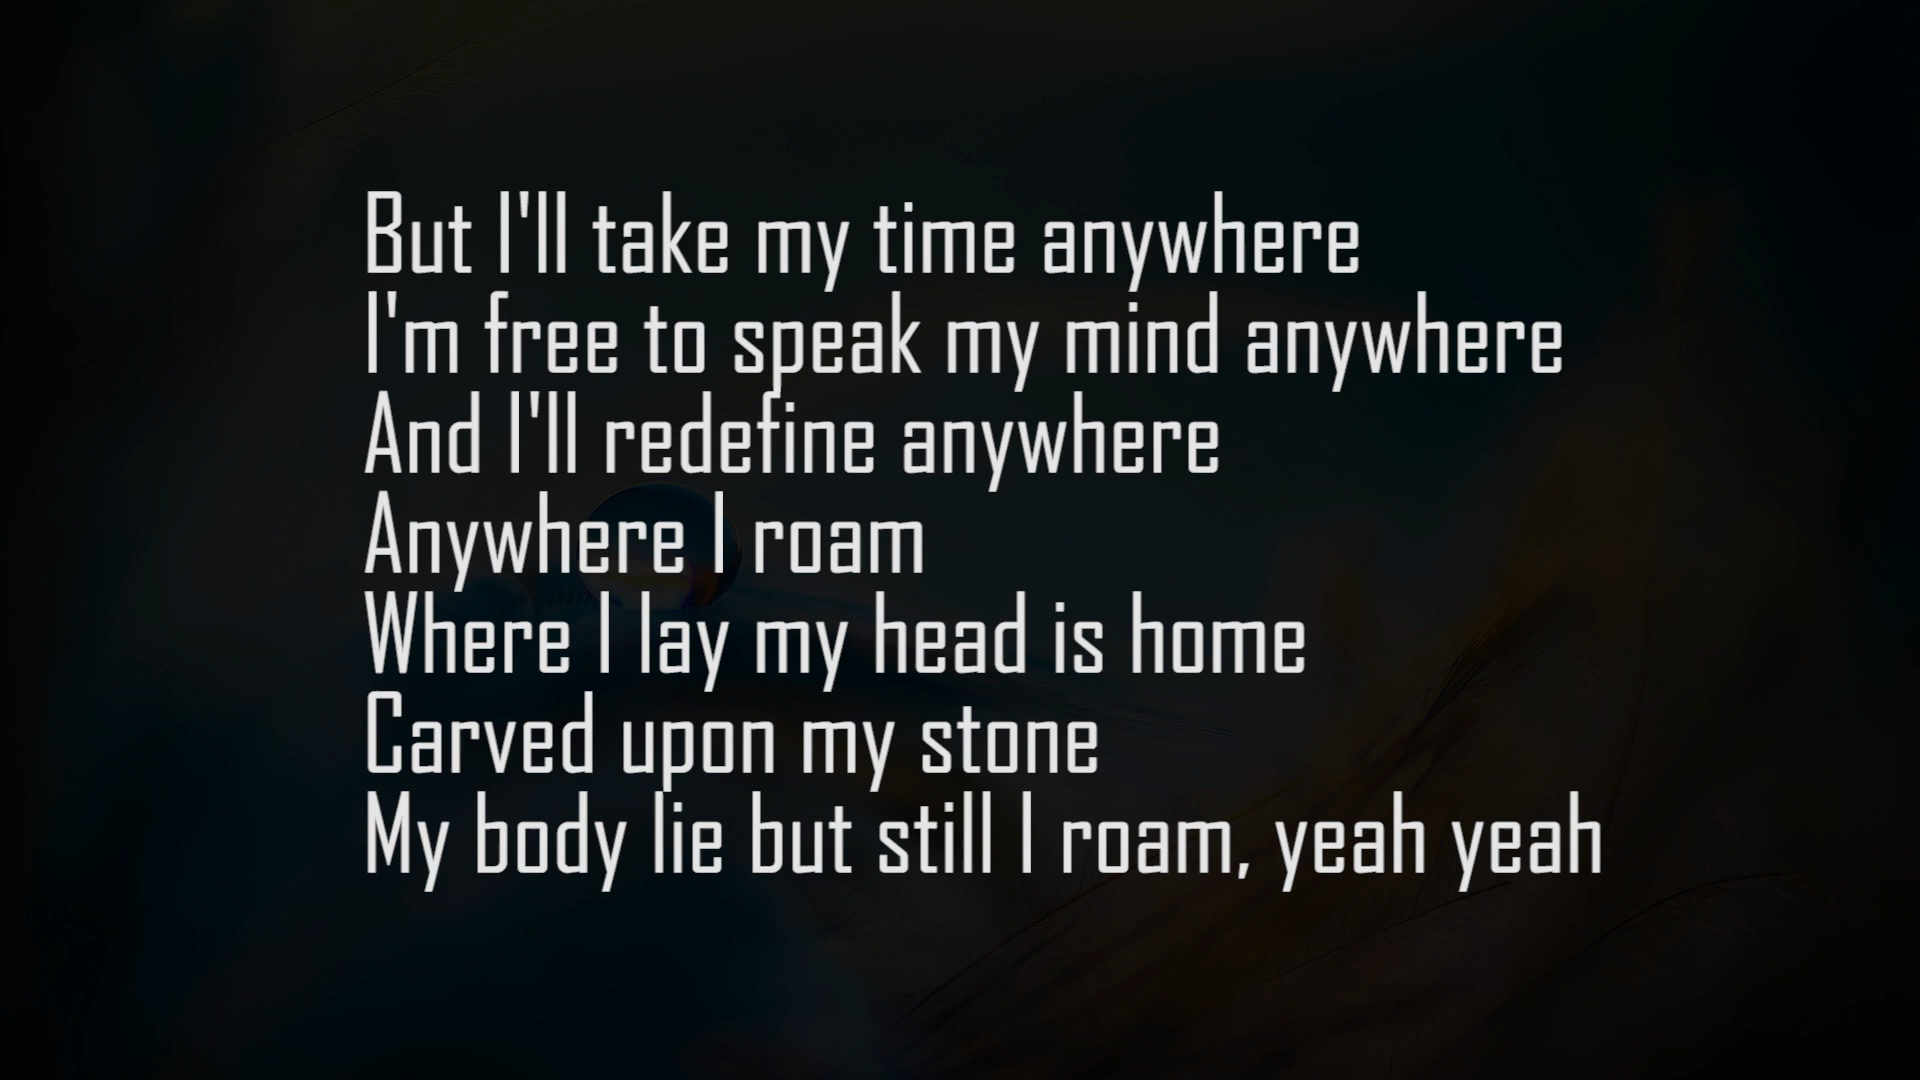 But I'll take my time anywhere
I'm free to speak my mind anywhere
And I'll redefine anywhere
Anywhere I roam
Where I lay my head is home
Carved upon my stone
My body lie but still I roam, yeah yeah